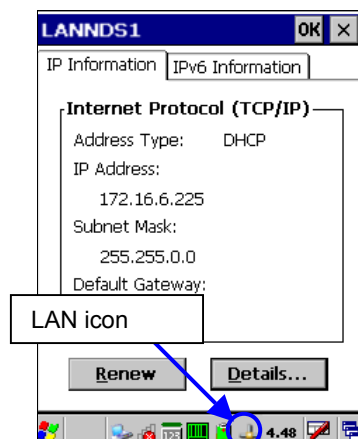 LANNDS1 OK ×
IP Information IPv6 Information
Internet Protocol (TCP/IP)
Address Type: DHCP
IP Address:
172.16.6.225
Subnet Mask:
255.255.0.0
Default Gateway:
LAN icon
Renew Details...
4.48